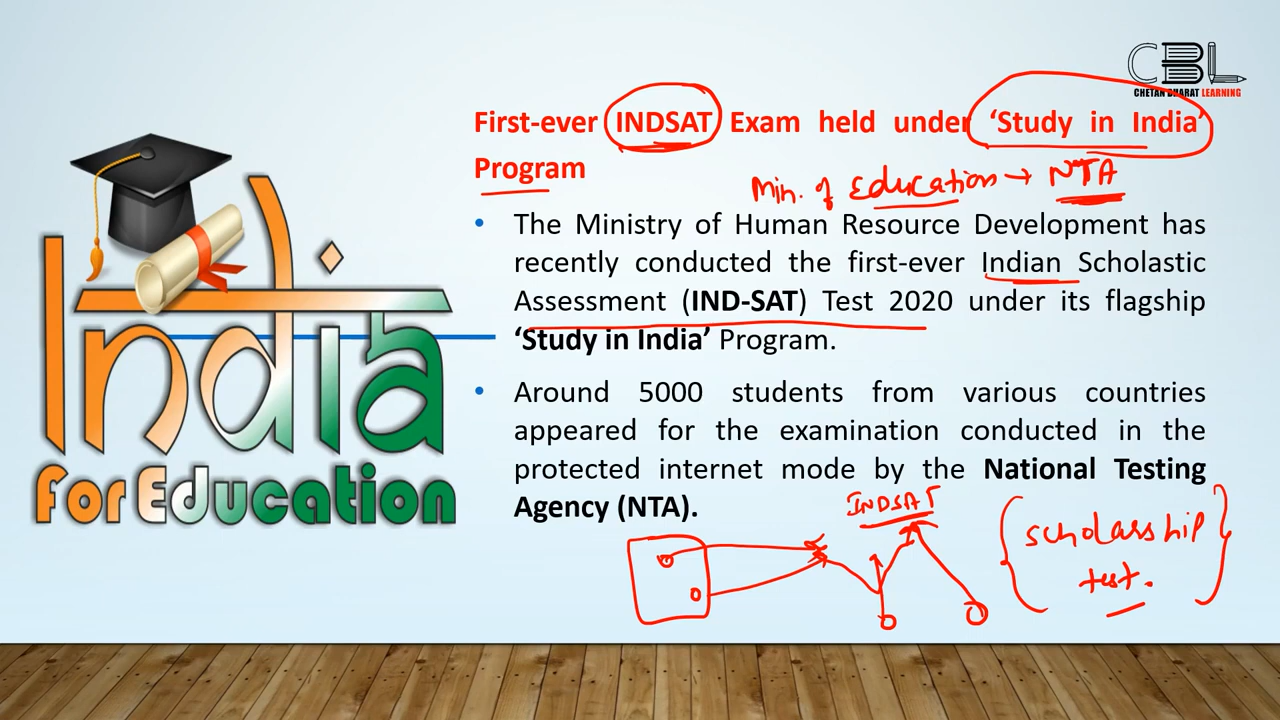 CBL
CHETAN BHARAT LEARNING
First-ever INDSAT Exam held under ‘Study in India’
Program
Min. of Education → NTA
• The Ministry of Human Resource Development has
recently conducted the first-ever Indian Scholastic
Assessment (IND-SAT) Test 2020 under its flagship
‘Study in India’ Program.
• Around 5000 students from various countries
appeared for the examination conducted in the
protected internet mode by the National Testing
Agency (NTA).
INDSAT
scholarship
test.
India
For Education